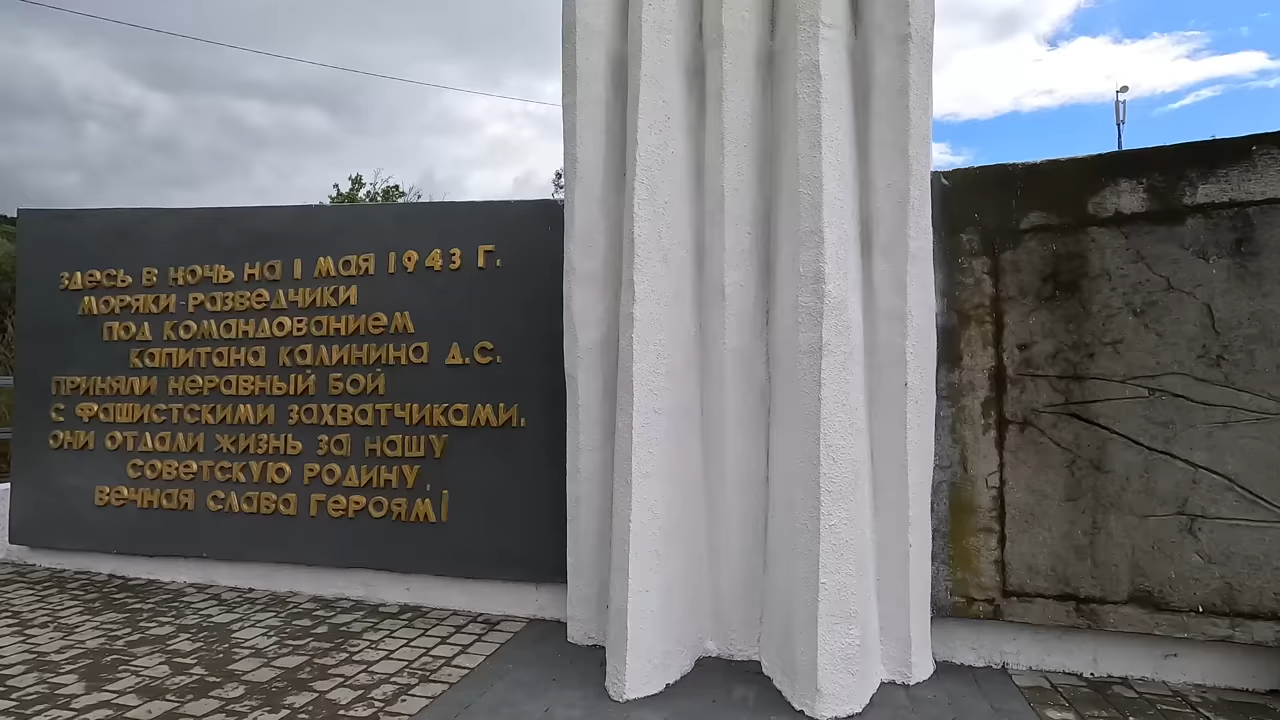 здесь в ночь на 1 мая 1943 г.
моряки-разведчики
под командованием
капитана калинина д.с.
приняли неравный бой
с фашистскими захватчиками.
они отдали жизнь за нашу
советскую родину.
вечная слава героям!